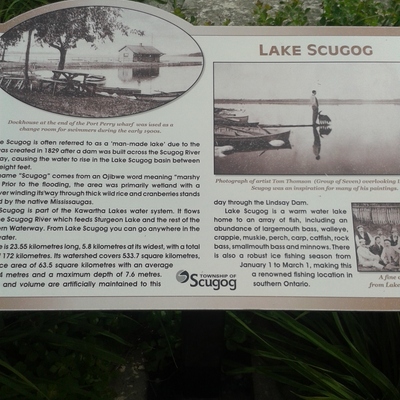 LAKE SCUGOG
Dockhouse at the end of the Port Perry wharf was used as a
change room for swimmers during the early years.
e Scugog is often referred to as a 'man-made lake' due to the
was created in 1829 after a dam was built across the Scugog River
ay, causing the water to rise in the Lake Scugog basin between
eight feet.
name "Scugog" comes from an Ojibwe word meaning "marshy
Prior to the flooding, the area was primarily wetland with a
ver winding its way through thick wild rice and cranberries stands
d by the native Mississaugas.
Scugog is part of the Kawartha Lakes water system. It flows
e Scugog River which feeds Sturgeon Lake and the rest of the
rn Waterway. From Lake Scugog you can go anywhere in the
water.
e is 23.55 kilometres long, 5.8 kilometres at its widest, with a total
f 172 kilometres. Its watershed covers 533.7 square kilometres,
ce area of 63.5 square kilometres with an average
4 metres and a maximum depth of 7.6 metres.
and volume are artificially maintained to this
TOWNSHIP OF
Scugog
Photograph of artist Tom Thomson (Group of Seven) overlooking L
Scugog was an inspiration for many of his paintings.
day through the Lindsay Dam.
Lake Scugog is a warm water lake
home to an array of fish, including an
abundance of largemouth bass, walleye,
crappie, muskie, perch, carp, catfish, rock
bass, smallmouth bass and minnows. There
is also a robust ice fishing season from
January 1 to March 1, making this
a renowned fishing location in
southern Ontario.
A fine c
from Lake